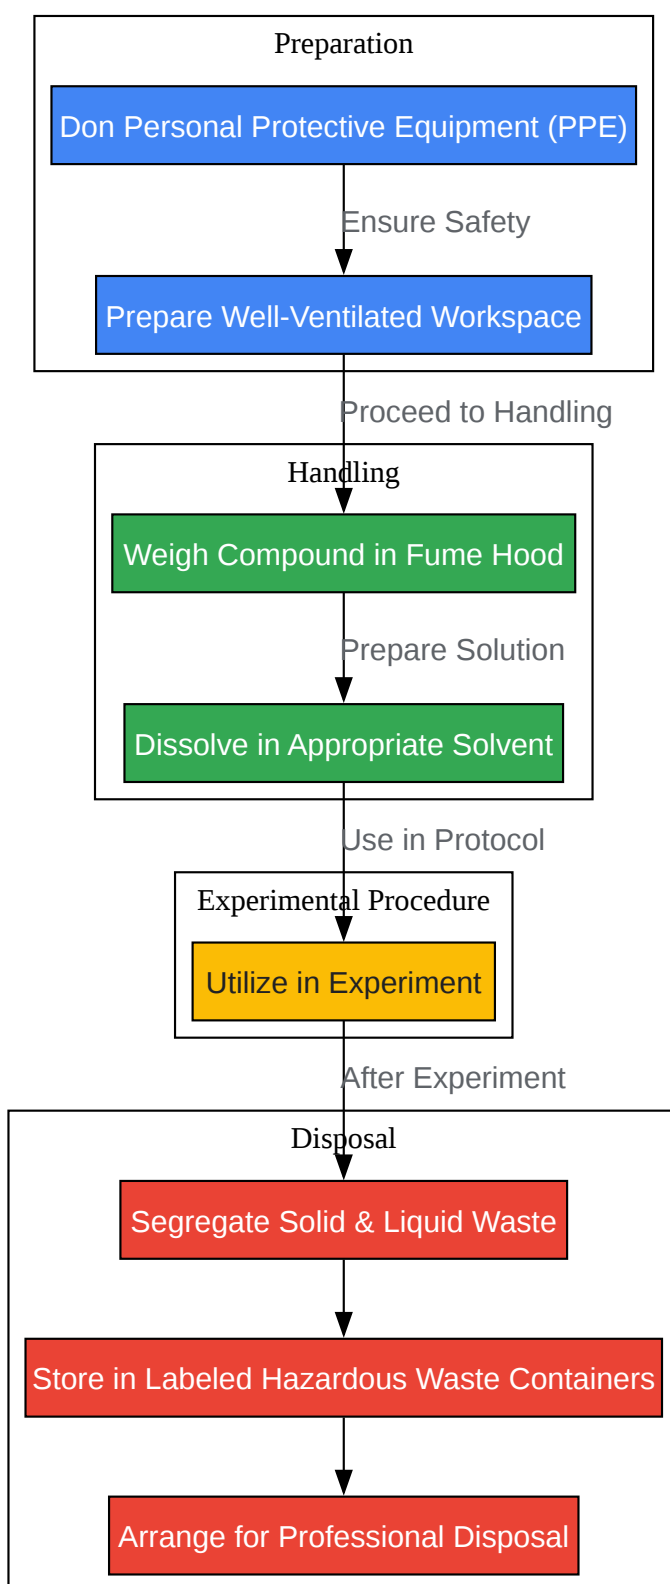 Preparation
Don Personal Protective Equipment (PPE)
Ensure Safety
Prepare Well-Ventilated Workspace
Proceed to Handling
Handling
Weigh Compound in Fume Hood
Prepare Solution
Dissolve in Appropriate Solvent
Use in Protocol
Experimental Procedure
Utilize in Experiment
After Experiment
Disposal
Segregate Solid & Liquid Waste
Store in Labeled Hazardous Waste Containers
Arrange for Professional Disposal